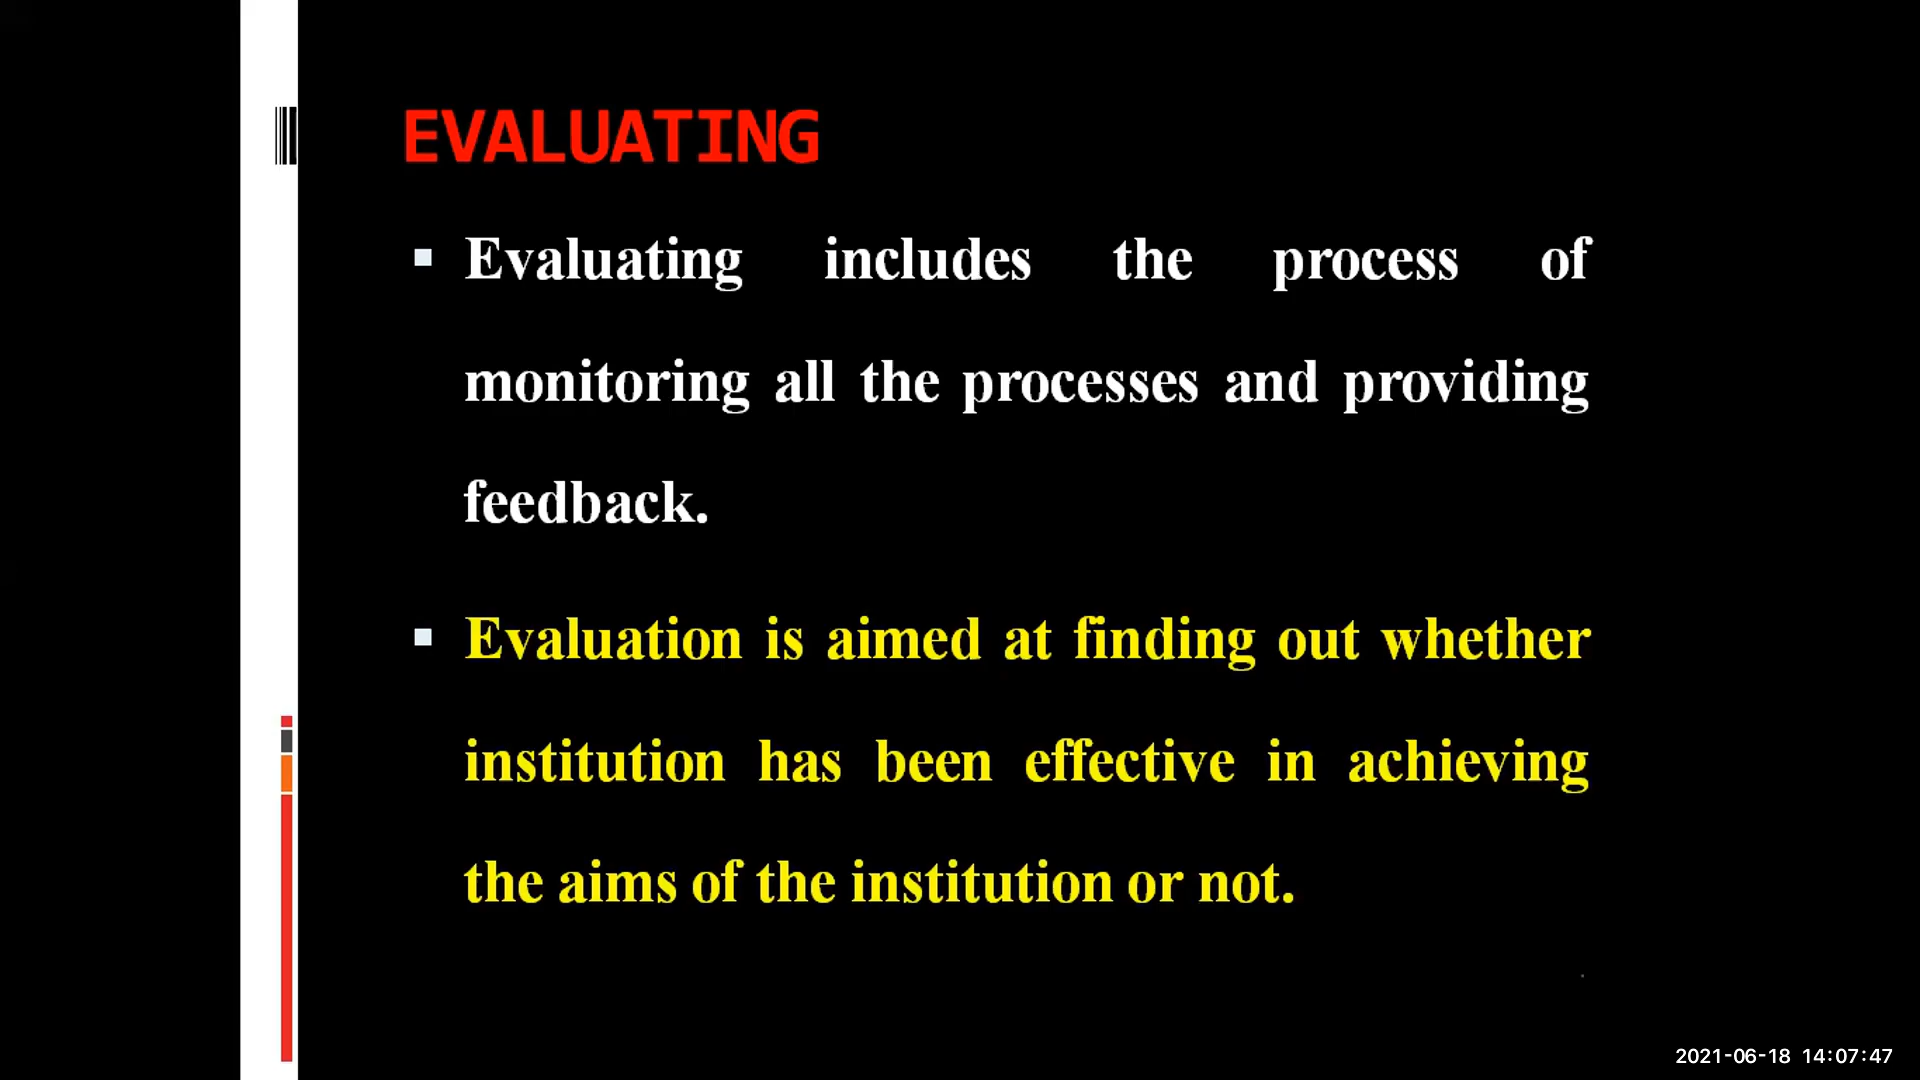 EVALUATING
▪ Evaluating includes the process of
monitoring all the processes and providing
feedback.
▪ Evaluation is aimed at finding out whether
institution has been effective in achieving
the aims of the institution or not.
2021-06-18 14:07:47